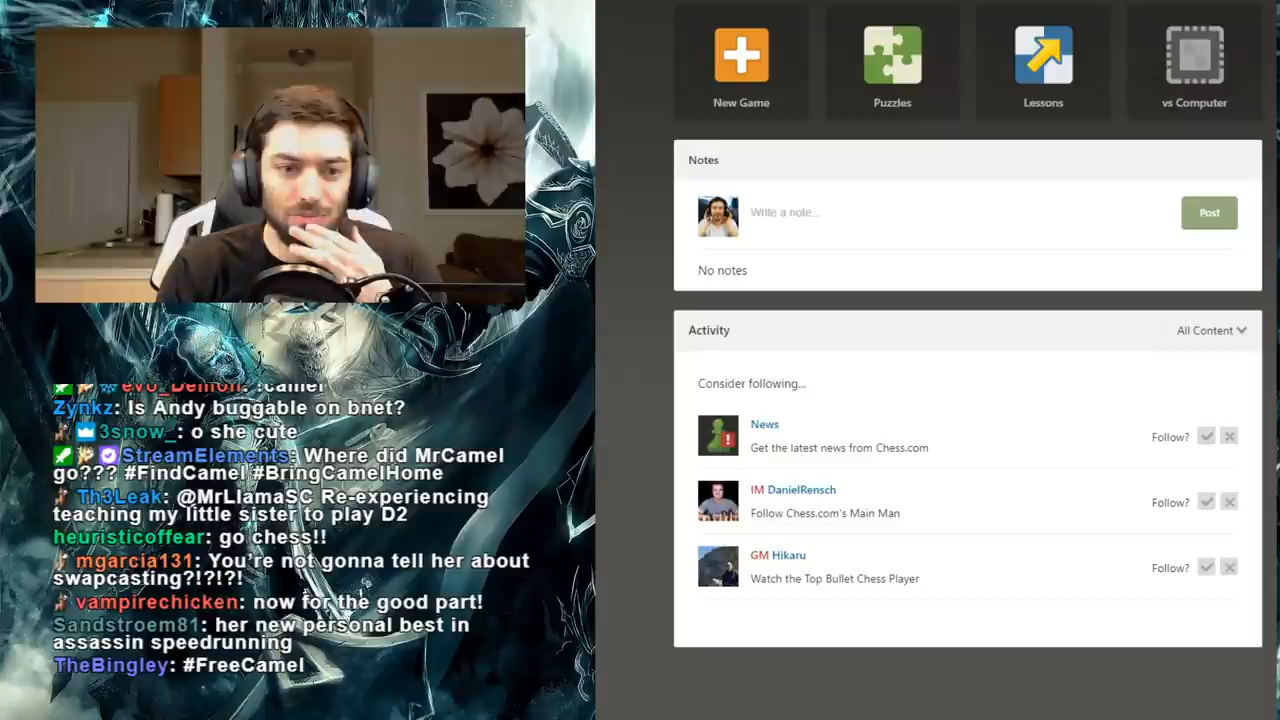 New Game
Puzzles
Lessons
vs Computer
Notes
Write a note...
Post
No notes
Activity
All Content
Consider following...
News
Get the latest news from Chess.com
Follow?
IM DanielRensch
Follow Chess.com's Main Man
Follow?
GM Hikaru
Watch the Top Bullet Chess Player
Follow?
evo_Demon: !camel
Zynkz: Is Andy buggable on bnet?
3snow_: o she cute
StreamElements: Where did MrCamel
go??? #FindCamel #BringCamelHome
Th3Leak: @MrLlamaSC Re-experiencing
teaching my little sister to play D2
heuristicoffear: go chess!!
mgarcia131: You're not gonna tell her about
swapcasting?!?!?!
vampirechicken: now for the good part!
Sandstroem81: her new personal best in
assassin speedrunning
TheBingley: #FreeCamel